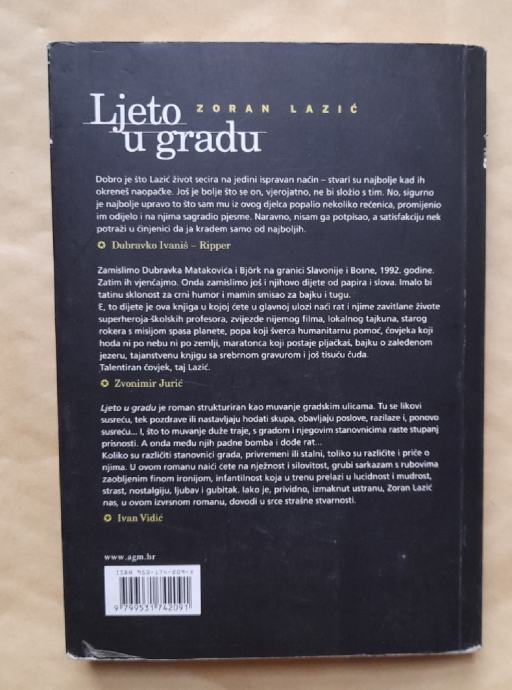 Ljeto
ZORAN LAZIĆ
u gradu
Dobro je što Lazić život secira na jedini ispravan način – stvari su najbolje kad ih
okreneš naopačke. Još je bolje što se on, vjerojatno, ne bi složio s tim. No, sigurno
je najbolje upravo to što sam mu iz ovog djelca popalio nekoliko rečenica, promijenio
im odijelo i na njima sagradio pjesme. Naravno, nisam ga potpisao, a satisfakciju nek
potraži u činjenici da ja kradem samo od najboljih.
Dubravko Ivaniš – Ripper
Zamislimo Dubravka Matakovića i Björk na granici Slavonije i Bosne, 1992. godine.
Zatim ih vjenčajmo. Onda zamislimo još i njihovo dijete od papira i slova. Imalo bi
tatinu sklonost za crni humor i mamin smisao za bajku i tugu.
E, to dijete je ova knjiga u kojoj ćete u glavnoj ulozi naći rat i njime zavitlane živote
superheroja-školskih profesora, zvijezde nijemog filma, lokalnog tajkuna, starog
rokera s misijom spasa planete, popa koji šverca humanitarnu pomoć, čovjeka koji
hoda ni po nebu ni po zemlji, maratonca koji postaje pljačkaš, bajku o zaleđenom
jezeru, tajanstvenu knjigu sa srebrnom gravurom i još tisuću čuda.
Talentiran čovjek, taj Lazić.
Zvonimir Jurić
Ljeto u gradu je roman strukturiran kao muvanje gradskim ulicama. Tu se likovi
susreću, tek pozdrave ili nastavljaju hodati skupa, obavljaju poslove, razilaze i, ponovo
susreću... I, što to muvanje duže traje, s gradom i njegovim stanovnicima raste stupanj
prisnosti. A onda među njih padne bomba i dođe rat...
Koliko su različiti stanovnici grada, privremeni ili stalni, toliko su različite i priče o
njima. U ovom romanu naići ćete na nježnost i silovitost, grubi sarkazam s rubovima
zaobljenim finom ironijom, infantilnost koja u trenu prelazi u lucidnost i mudrost,
strast, nostalgiju, ljubav i gubitak. Iako je, prividno, izmaknut ustranu, Zoran Lazić
nas, u ovom izvrsnom romanu, dovodi u srce strašne stvarnosti.
Ivan Vidić
www.agm.hr
ISBN 953-174-209-X
9 799531 742091